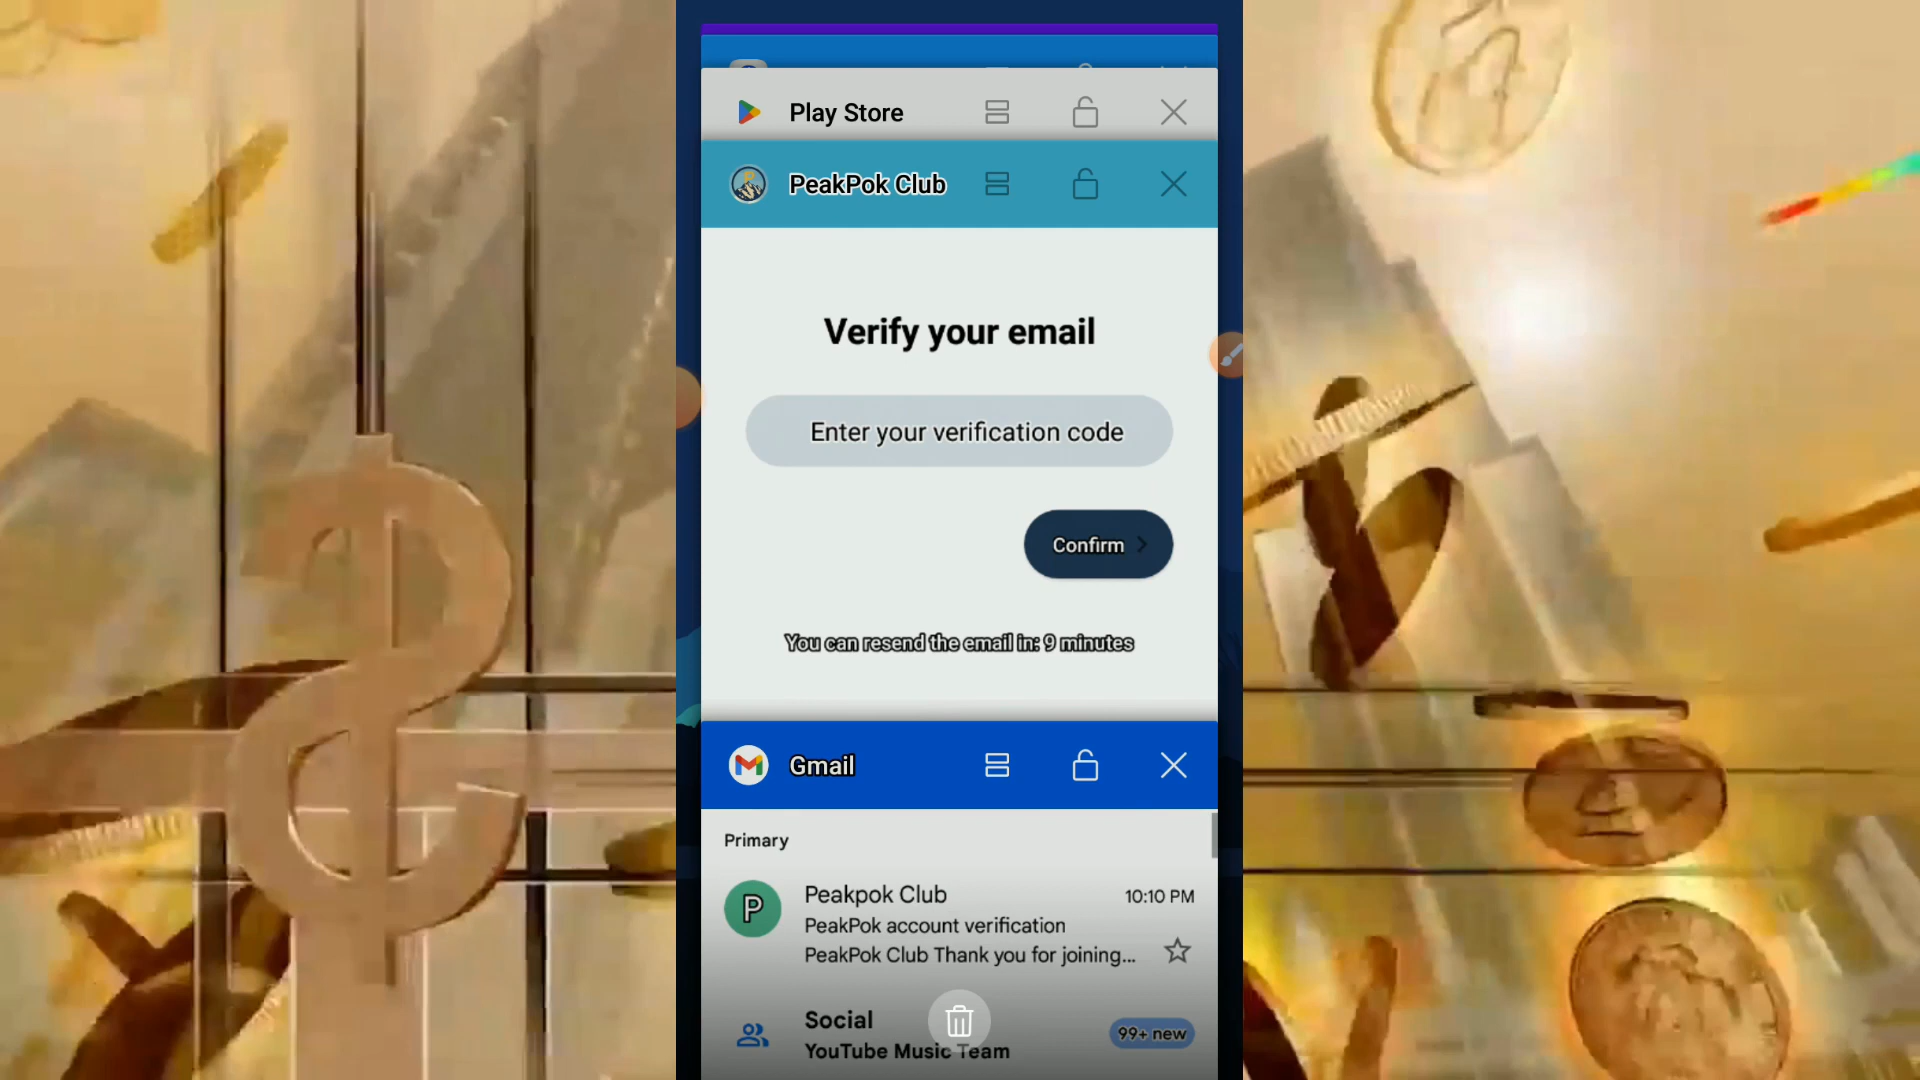 Play Store
PeakPok Club
Verify your email
Enter your verification code
Confirm
You can resend the email in: 9 minutes
Gmail
Primary
P
Peakpok Club 10:10 PM
PeakPok account verification
PeakPok Club Thank you for joining...
Social 99+ new
YouTube Music Team